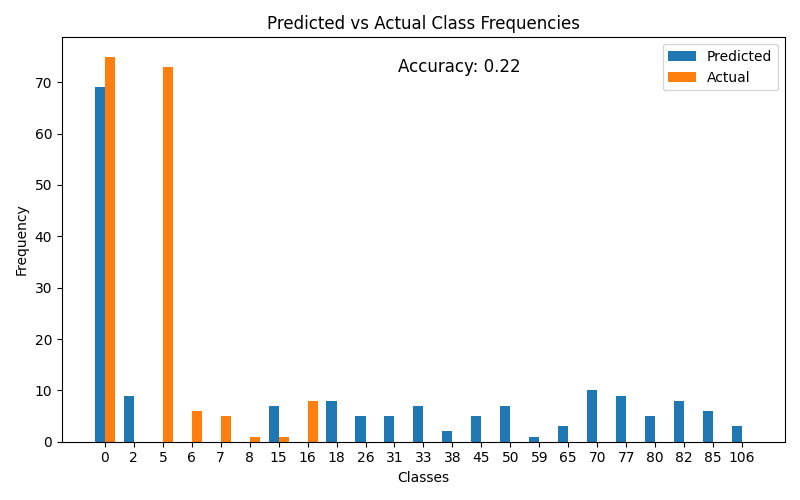 Predicted vs Actual Class Frequencies
Accuracy: 0.22
Predicted
Actual
Frequency
70
60
50
40
30
20
10
0
0 2 5 6 7 8 15 16 18 26 31 33 38 45 50 59 65 70 77 80 82 85 106
Classes